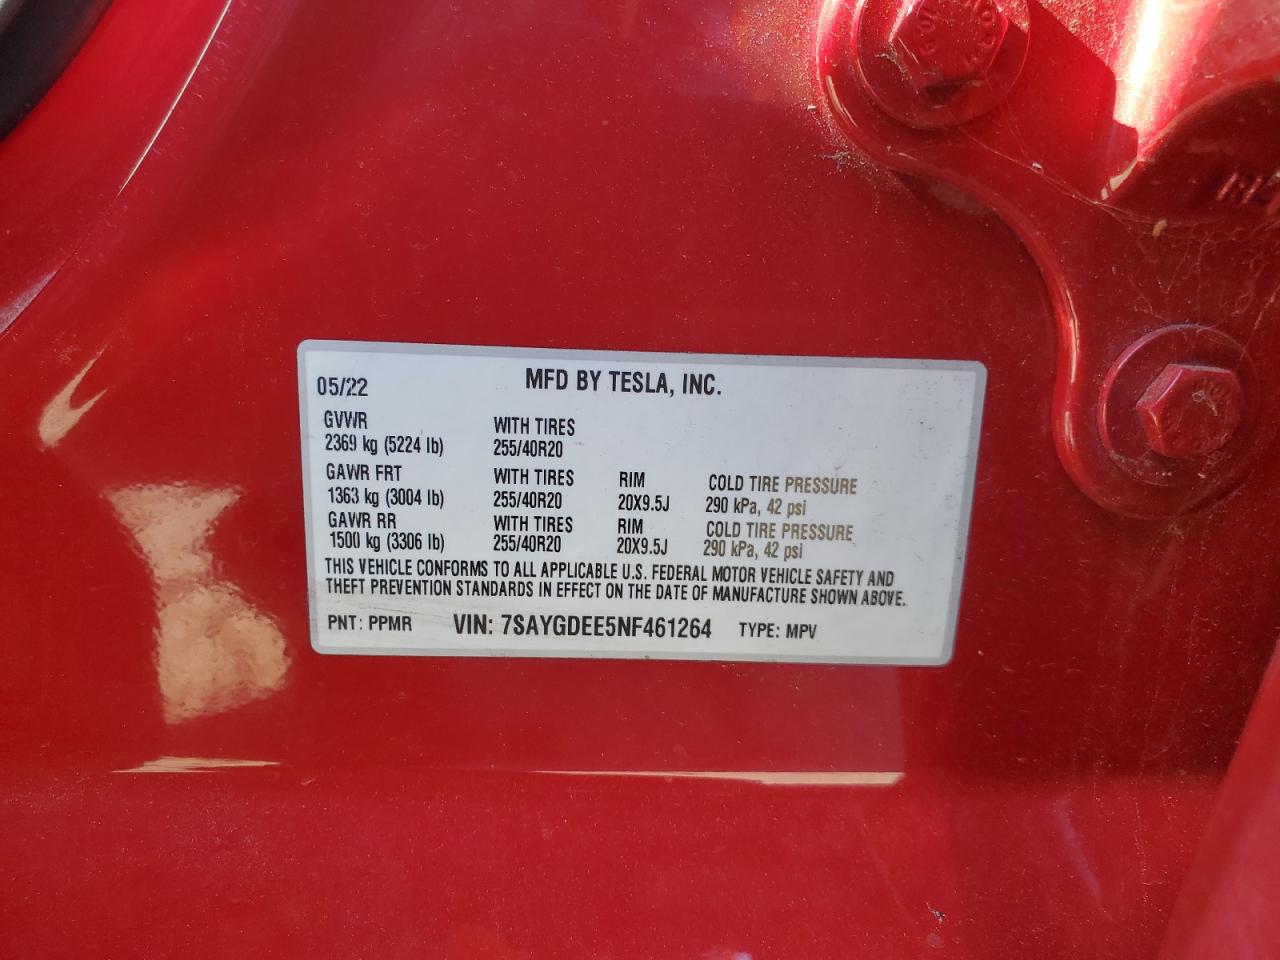 05/22 MFD BY TESLA, INC.
GVWR WITH TIRES
2369 kg (5224 lb) 255/40R20
GAWR FRT WITH TIRES RIM COLD TIRE PRESSURE
1363 kg (3004 lb) 255/40R20 20X9.5J 290 kPa, 42 psi
GAWR RR WITH TIRES RIM COLD TIRE PRESSURE
1500 kg (3306 lb) 255/40R20 20X9.5J 290 kPa, 42 psi
THIS VEHICLE CONFORMS TO ALL APPLICABLE U.S. FEDERAL MOTOR VEHICLE SAFETY AND
THEFT PREVENTION STANDARDS IN EFFECT ON THE DATE OF MANUFACTURE SHOWN ABOVE.
PNT: PPMR VIN: 7SAYGDEE5NF461264 TYPE: MPV